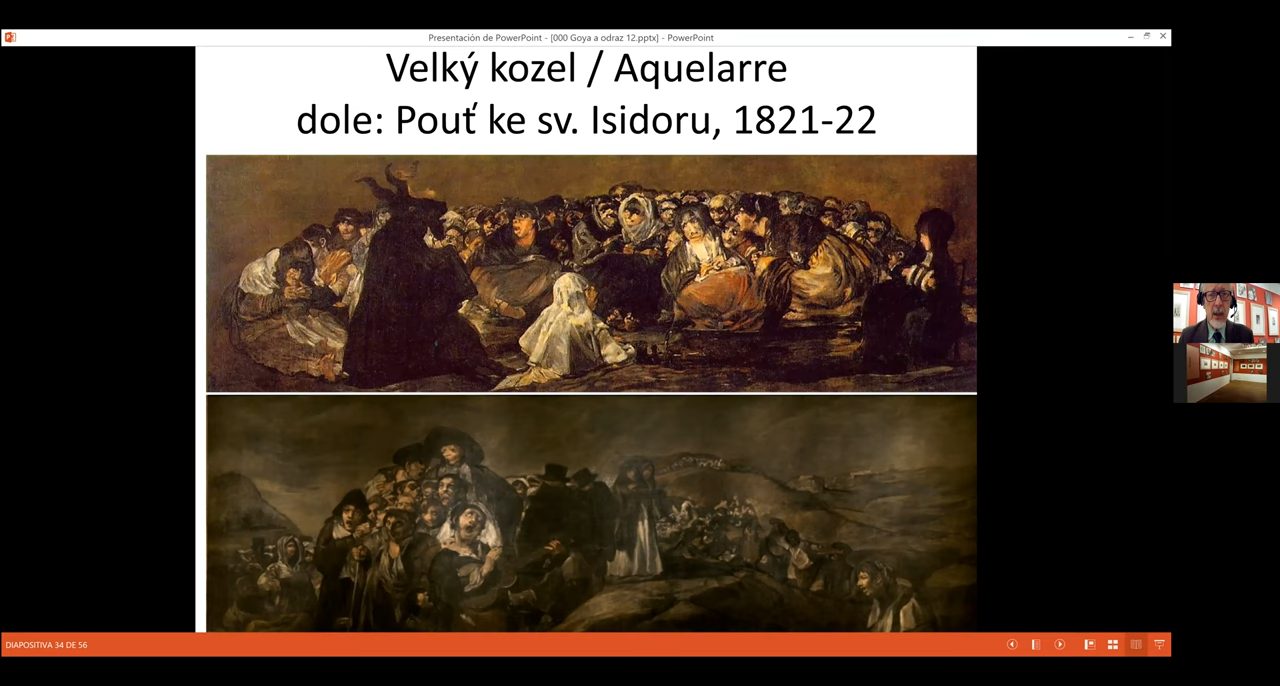 Presentación de PowerPoint - [000 Goya a odraz 12.pptx] - PowerPoint
Velký kozel / Aquelarre
dole: Pouť ke sv. Isidoru, 1821-22
DIAPOSITIVA 34 DE 56